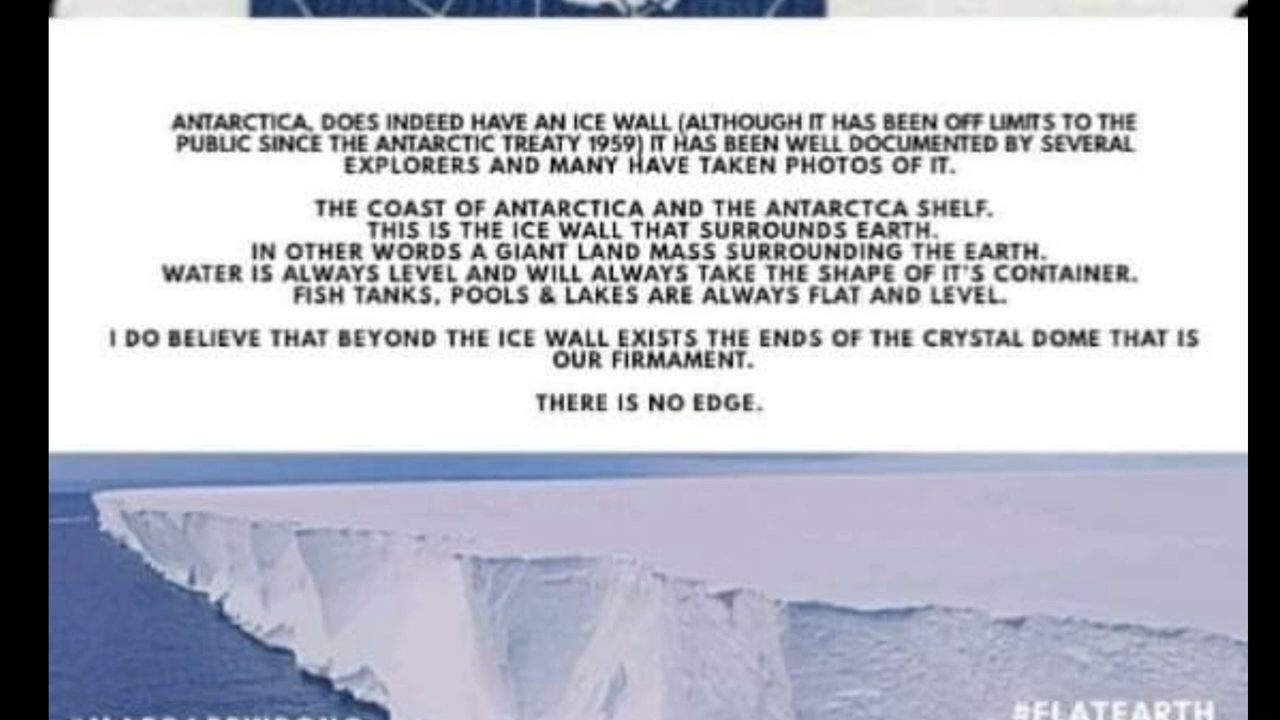 ANTARCTICA, DOES INDEED HAVE AN ICE WALL (ALTHOUGH IT HAS BEEN OFF LIMITS TO THE
PUBLIC SINCE THE ANTARCTIC TREATY 1959) IT HAS BEEN WELL DOCUMENTED BY SEVERAL
EXPLORERS AND MANY HAVE TAKEN PHOTOS OF IT.
THE COAST OF ANTARCTICA AND THE ANTARCTCA SHELF.
THIS IS THE ICE WALL THAT SURROUNDS EARTH.
IN OTHER WORDS A GIANT LAND MASS SURROUNDING THE EARTH.
WATER IS ALWAYS LEVEL AND WILL ALWAYS TAKE THE SHAPE OF IT'S CONTAINER.
FISH TANKS, POOLS & LAKES ARE ALWAYS FLAT AND LEVEL.
I DO BELIEVE THAT BEYOND THE ICE WALL EXISTS THE ENDS OF THE CRYSTAL DOME THAT IS
OUR FIRMAMENT.
THERE IS NO EDGE.
#FLATEARTH